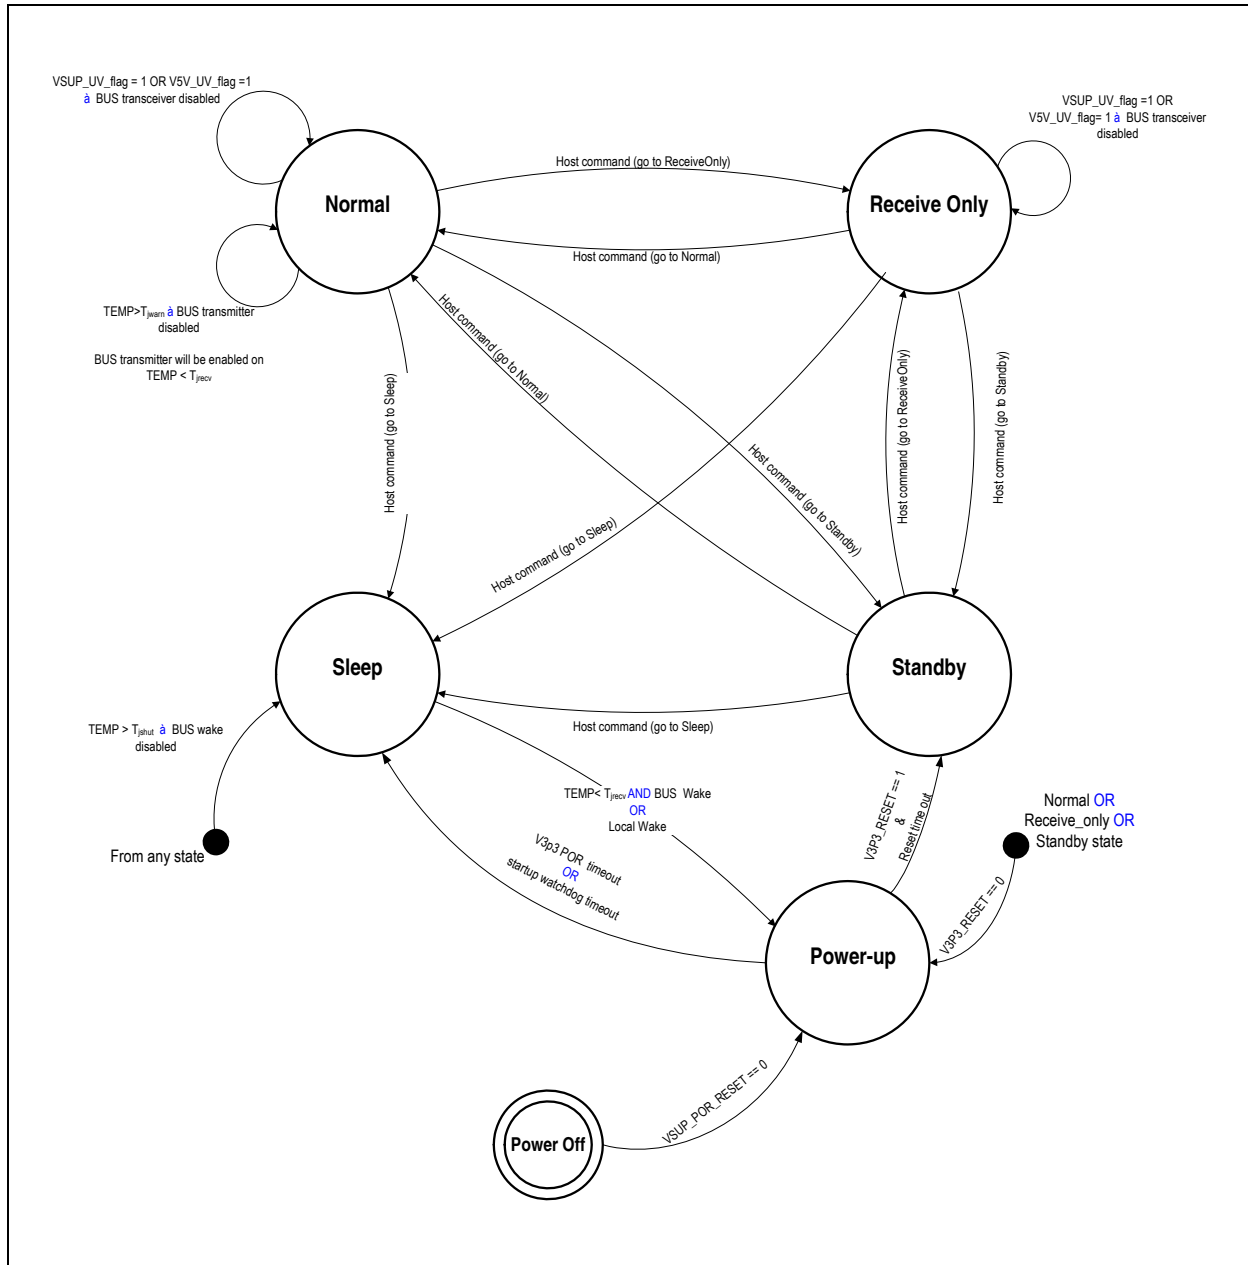 VSUP_UV_flag = 1 OR V5V_UV_flag =1
à BUS transceiver disabled
VSUP_UV_flag =1 OR
V5V_UV_flag= 1 à BUS transceiver
disabled
Host command (go to ReceiveOnly)
Normal
Receive Only
Host command (go to Normal)
TEMP>Tjwarn à BUS transmitter
disabled
BUS transmitter will be enabled on
TEMP < Tjrecv
Host command (go to Sleep)
Host command (go to Normal)
Host command (go to Standby)
Host command (go to Sleep)
Host command (go to ReceiveOnly)
Host command (go to Standby)
Sleep
Standby
Host command (go to Sleep)
TEMP > Tjshut à BUS wake
disabled
From any state
TEMP< Tjrecv AND BUS Wake
OR
Local Wake
V3p3 POR timeout
OR
startup watchdog timeout
V3P3_RESET == 1
&
Reset time out
Normal OR
Receive_only OR
Standby state
V3P3_RESET == 0
Power-up
VSUP_POR_RESET == 0
Power Off